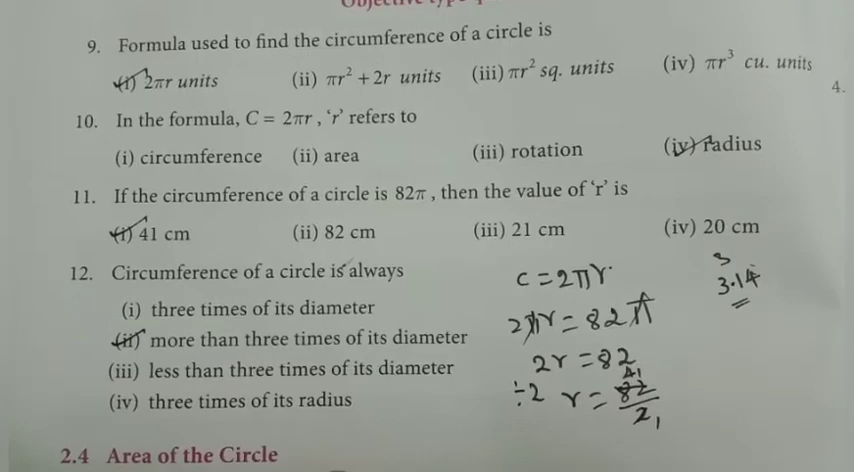 Objective type
9. Formula used to find the circumference of a circle is
(i) 2πr units (ii) πr² + 2r units (iii) πr² sq. units (iv) πr³ cu. units
4.
10. In the formula, C = 2πr, ‘r’ refers to
(i) circumference (ii) area (iii) rotation (iv) radius
11. If the circumference of a circle is 82π, then the value of ‘r’ is
(i) 41 cm (ii) 82 cm (iii) 21 cm (iv) 20 cm
12. Circumference of a circle is always
(i) three times of its diameter
(ii) more than three times of its diameter
(iii) less than three times of its diameter
(iv) three times of its radius
C = 2πr
2πr = 82π
2r = 82
÷2 r = 82/2
41
1
3
3.14
2.4 Area of the Circle